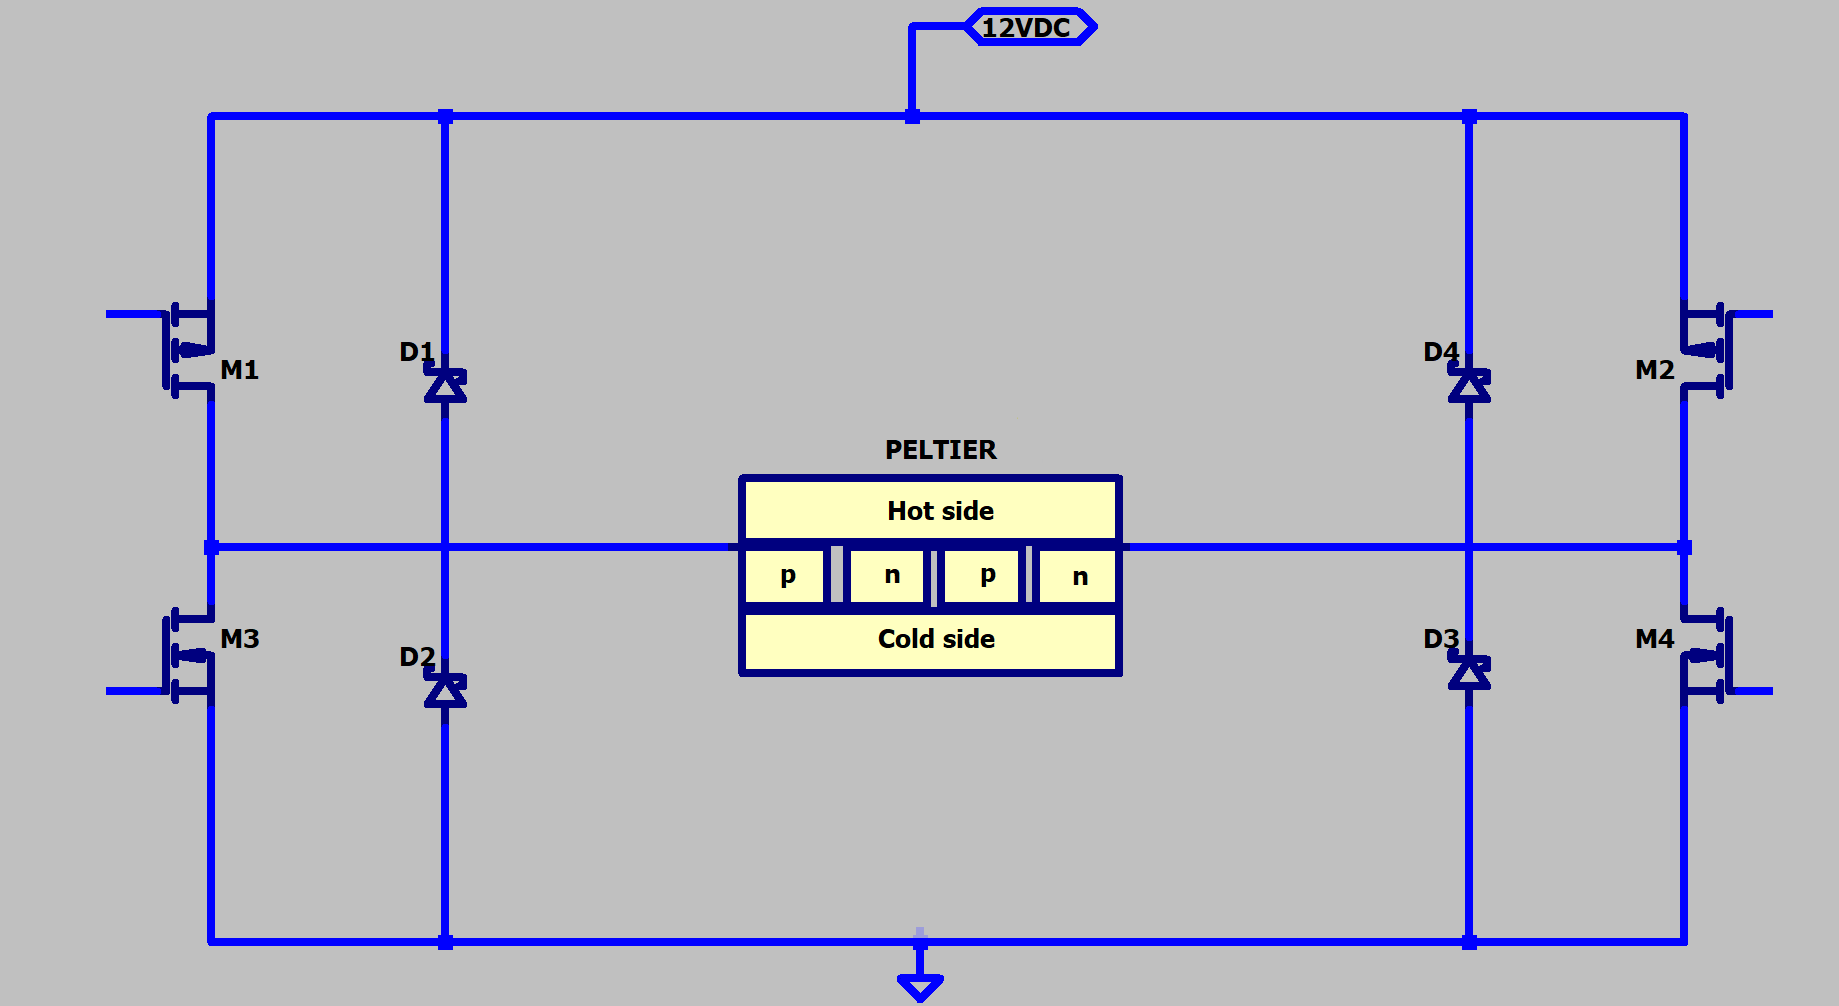 12VDC
D1
D4
M1
M2
PELTIER
Hot side
p
n
p
n
M3
Cold side
M4
D2
D3